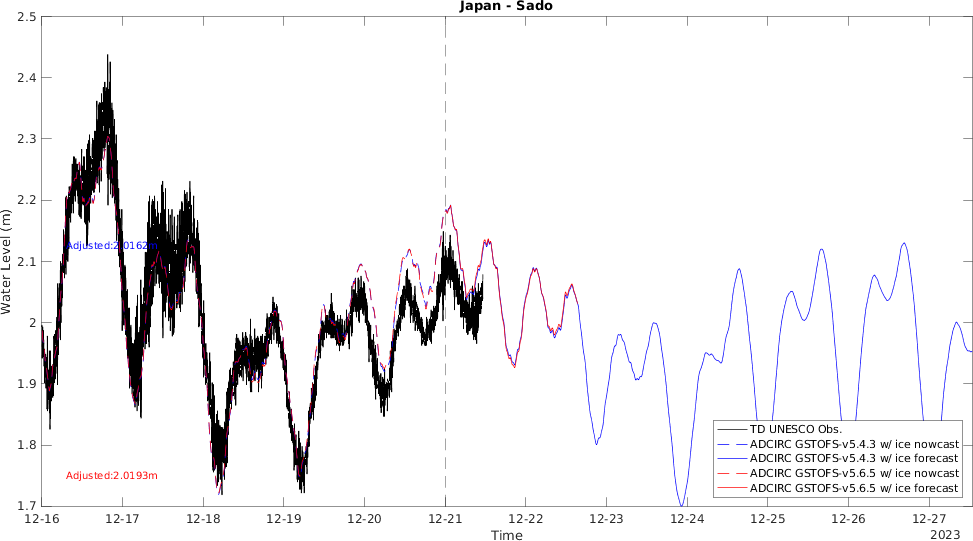 Japan - Sado
Water Level (m)
2.5
2.4
2.3
2.2
2.1
2
1.9
1.8
1.7
Adjusted:2.0162m
Adjusted:2.0193m
TD UNESCO Obs.
ADCIRC GSTOFS-v5.4.3 w/ ice nowcast
ADCIRC GSTOFS-v5.4.3 w/ ice forecast
ADCIRC GSTOFS-v5.6.5 w/ ice nowcast
ADCIRC GSTOFS-v5.6.5 w/ ice forecast
12-16 12-17 12-18 12-19 12-20 12-21 12-22 12-23 12-24 12-25 12-26 12-27
2023
Time